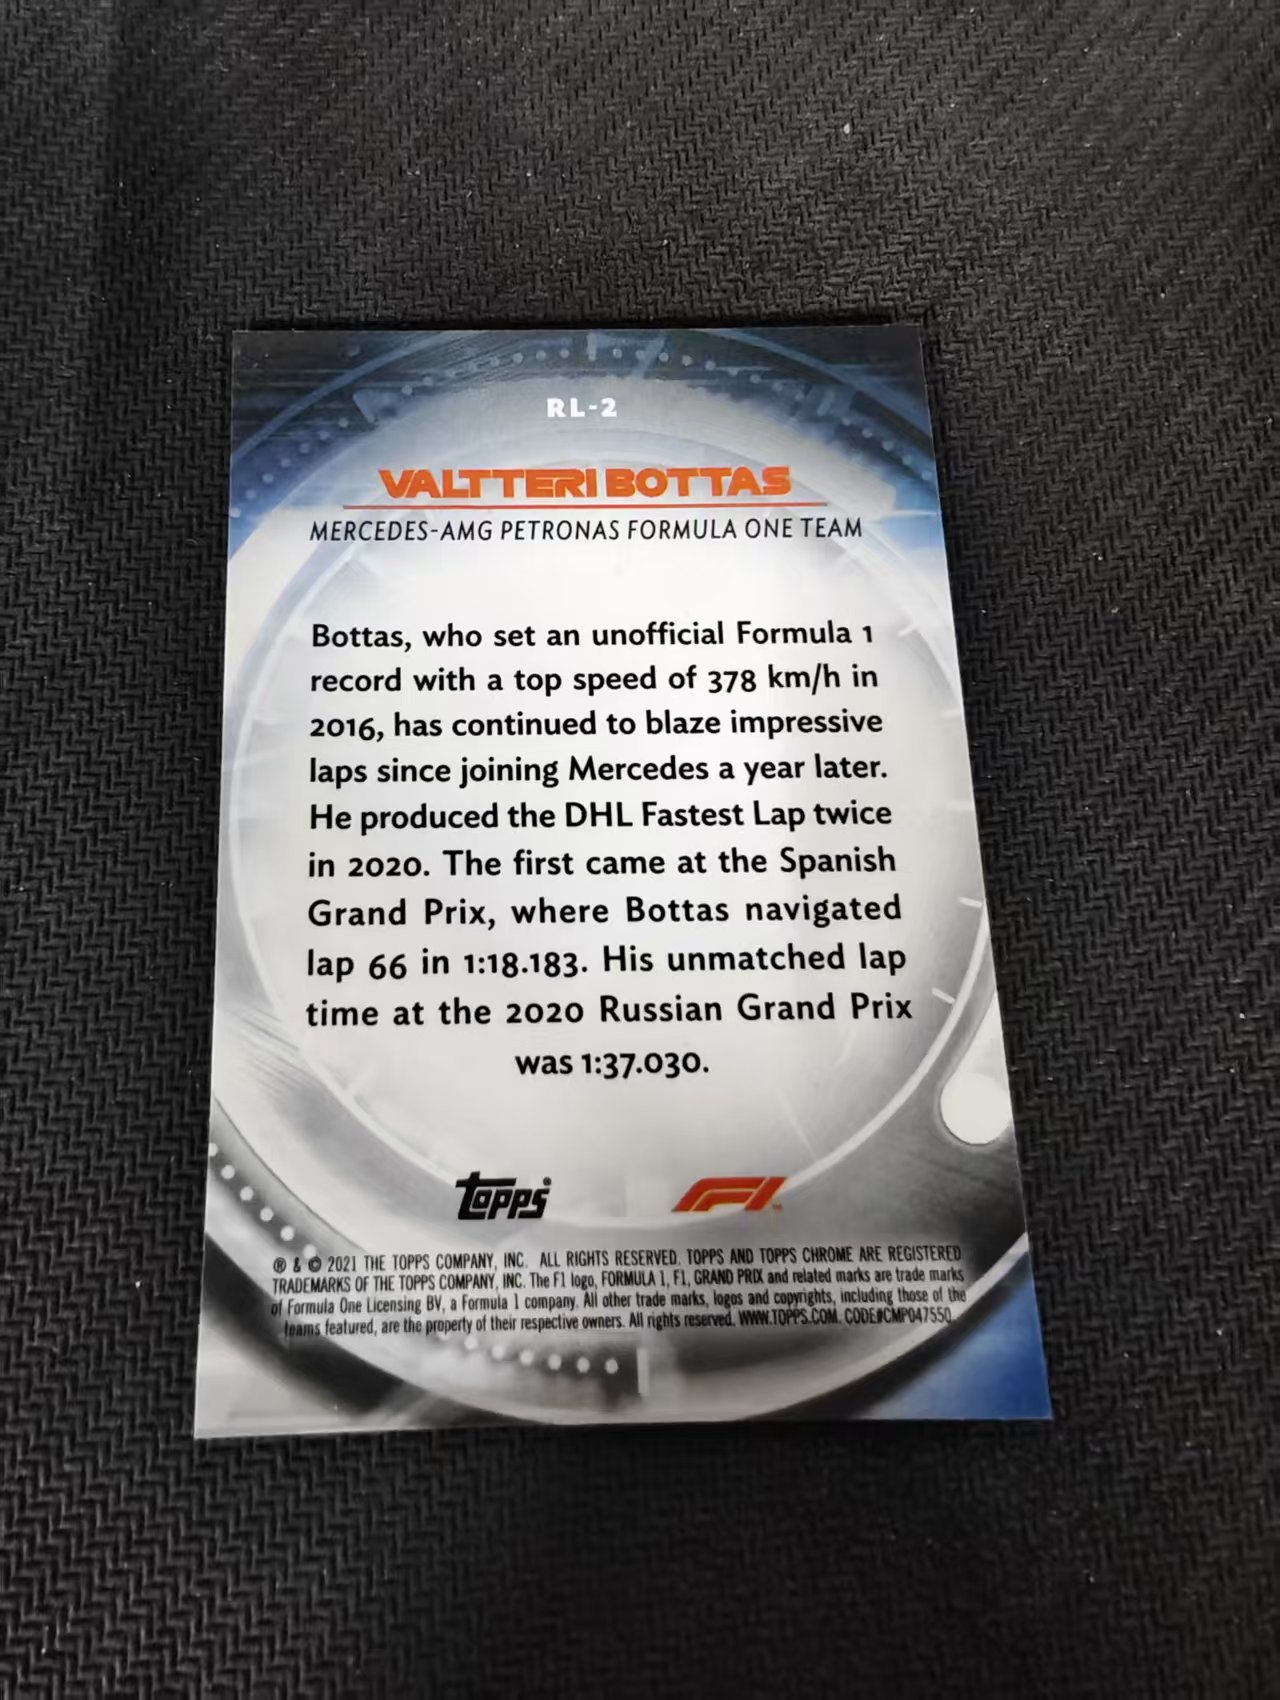 RL-2
VALTTERI BOTTAS
MERCEDES-AMG PETRONAS FORMULA ONE TEAM
Bottas, who set an unofficial Formula 1
record with a top speed of 378 km/h in
2016, has continued to blaze impressive
laps since joining Mercedes a year later.
He produced the DHL Fastest Lap twice
in 2020. The first came at the Spanish
Grand Prix, where Bottas navigated
lap 66 in 1:18.183. His unmatched lap
time at the 2020 Russian Grand Prix
was 1:37.030.
topps® F1™
® & © 2021 THE TOPPS COMPANY, INC. ALL RIGHTS RESERVED. TOPPS AND TOPPS CHROME ARE REGISTERED
TRADEMARKS OF THE TOPPS COMPANY, INC. The F1 logo, FORMULA 1, F1, GRAND PRIX and related marks are trade marks
of Formula One Licensing BV, a Formula 1 company. All other trade marks, logos and copyrights, including those of the
teams featured, are the property of their respective owners. All rights reserved. WWW.TOPPS.COM. CODE#CMP047550